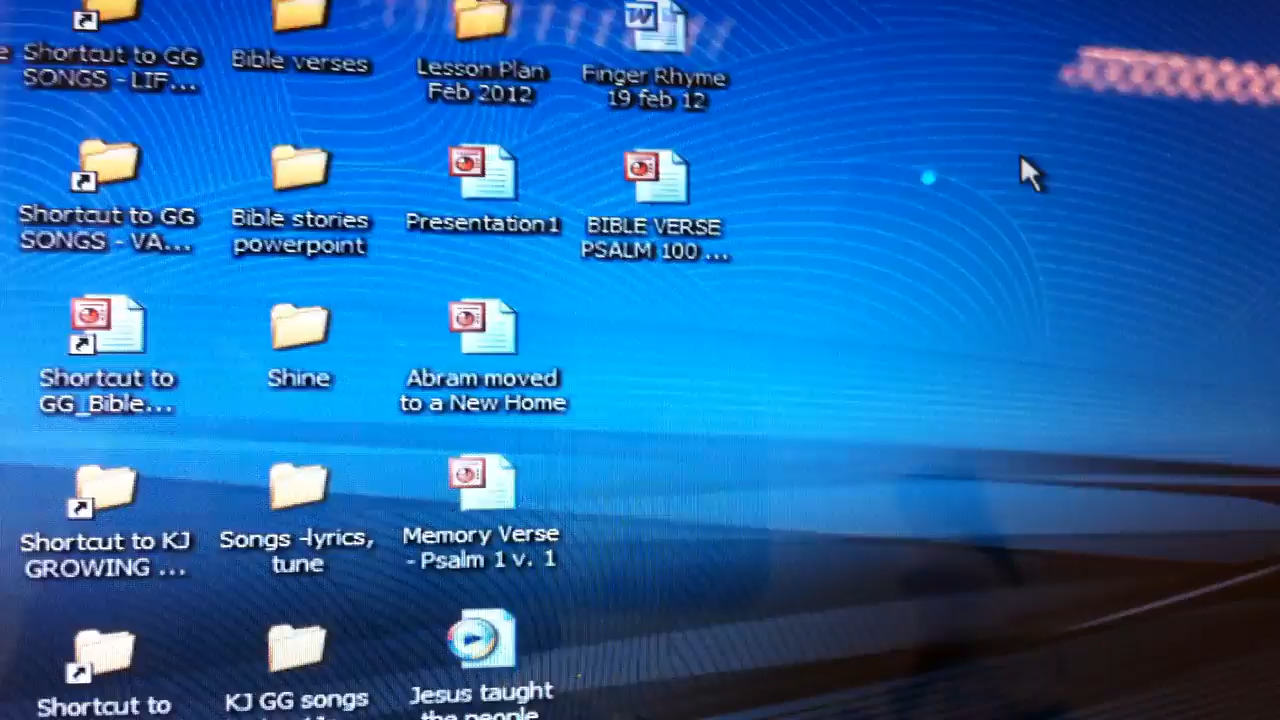 e
Shortcut to GG
SONGS - LIF...
Bible verses
Lesson Plan
Feb 2012
Finger Rhyme
19 feb 12
Shortcut to GG
SONGS - VA...
Bible stories
powerpoint
Presentation1
BIBLE VERSE
PSALM 100 ...
Shortcut to
GG_Bible...
Shine
Abram moved
to a New Home
Shortcut to KJ
GROWING ...
Songs -lyrics,
tune
Memory Verse
- Psalm 1 v. 1
Shortcut to
KJ GG songs
Jesus taught
the people